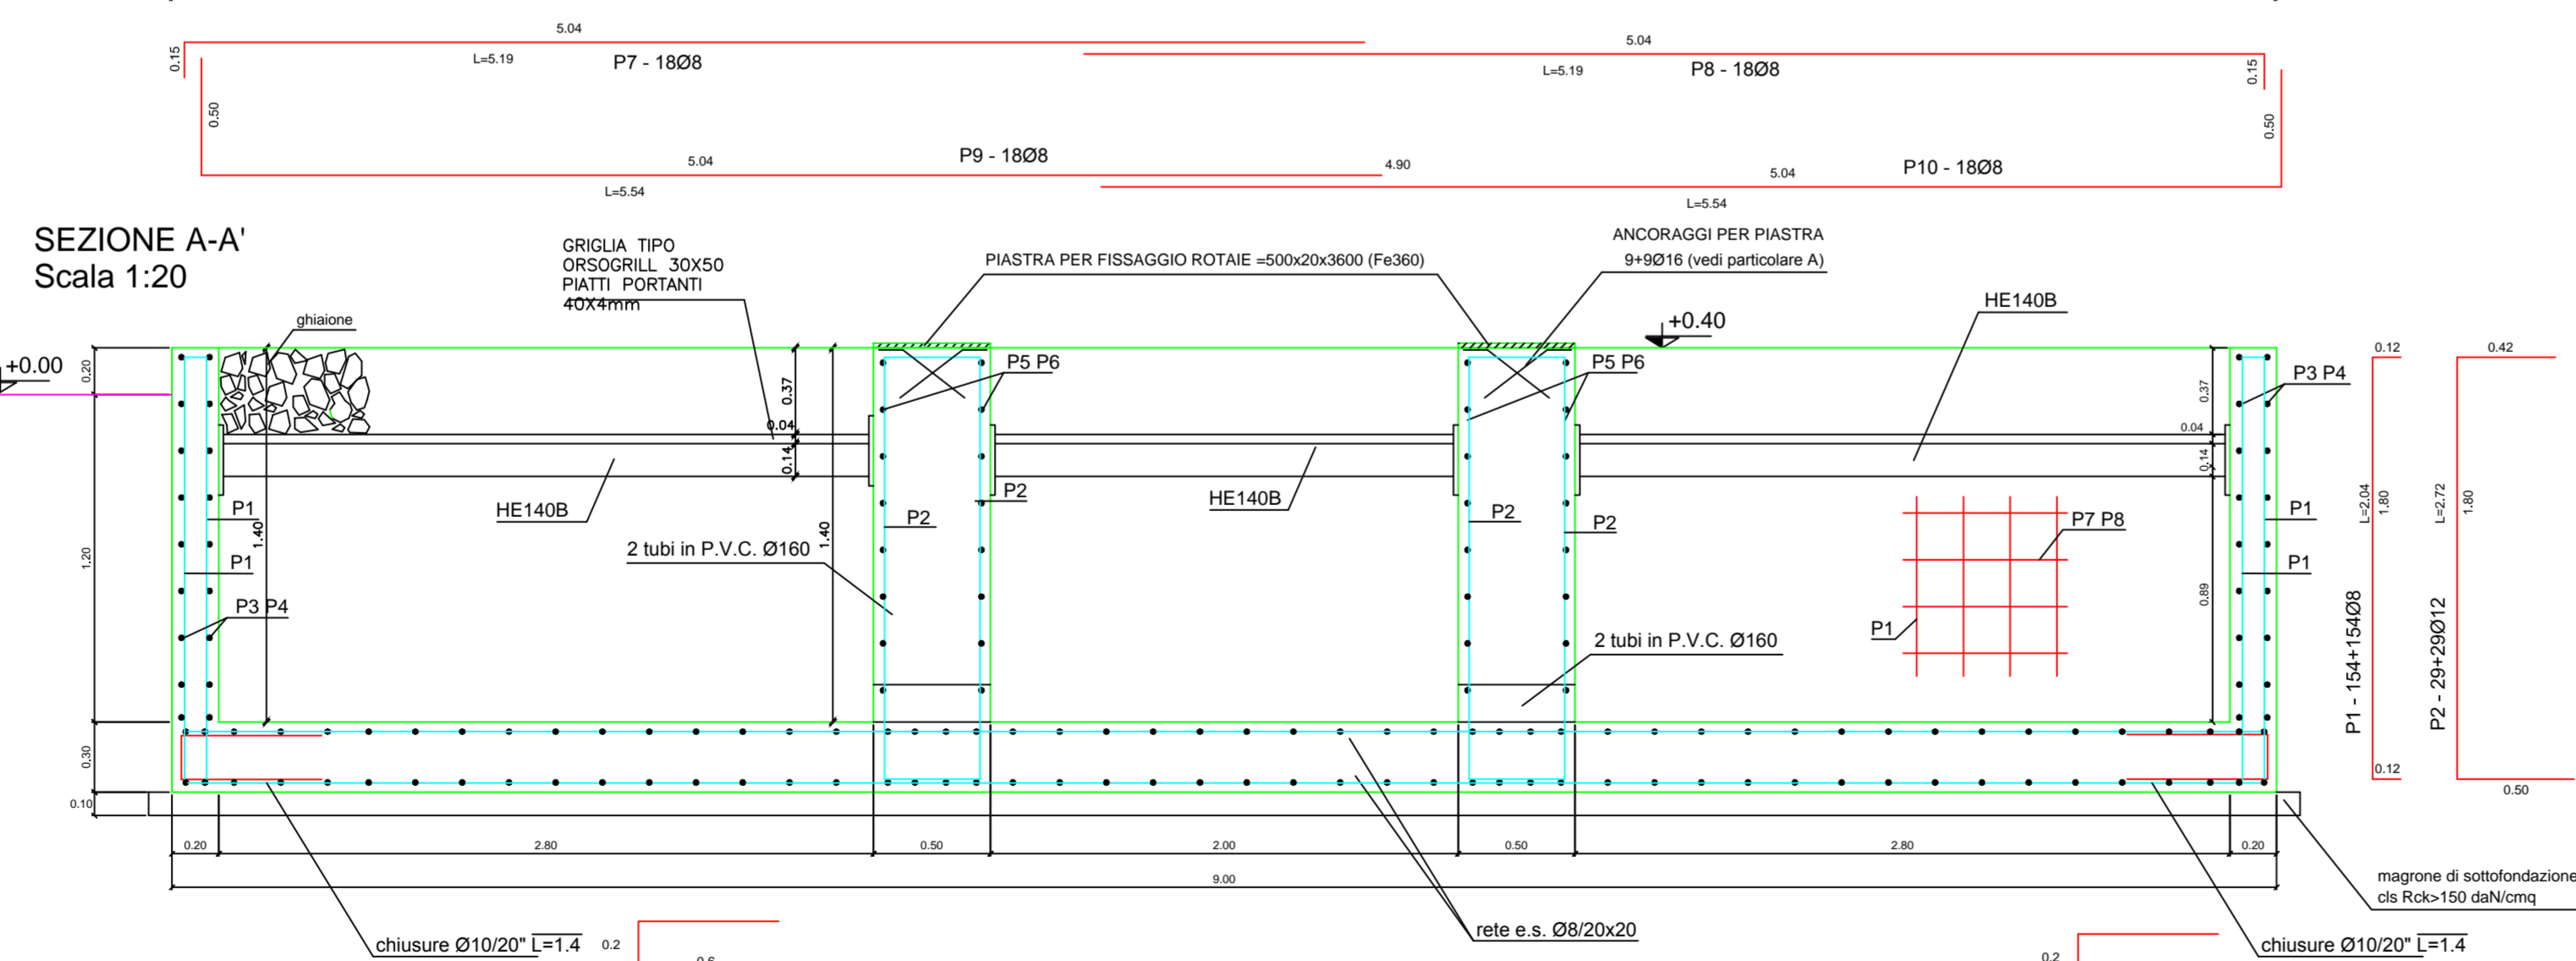 5.04
5.04
0.15
L=5.19
P7 - 18Ø8
L=5.19
P8 - 18Ø8
0.15
0.50
0.50
5.04
P9 - 18Ø8
4.90
5.04
P10 - 18Ø8
L=5.54
L=5.54
SEZIONE A-A'
Scala 1:20
GRIGLIA TIPO
ORSOGRILL 30X50
PIATTI PORTANTI
40X4mm
PIASTRA PER FISSAGGIO ROTAIE =500x20x3600 (Fe360)
ANCORAGGI PER PIASTRA
9+9Ø16 (vedi particolare A)
HE140B
ghiaione
+0.40
+0.00
0.20
0.37
0.04
0.14
P5 P6
P5 P6
0.37
0.04
0.14
P3 P4
0.12
0.42
HE140B
HE140B
P1
P1
1.40
1.40
P2
P2
P2
P2
2 tubi in P.V.C. Ø160
2 tubi in P.V.C. Ø160
P7 P8
P1
P1
P1
L=2.04
1.80
L=2.72
1.80
1.20
P3 P4
0.89
P1 - 154+154Ø8
P2 - 29+29Ø12
0.30
0.10
0.12
0.50
0.20
2.80
0.50
2.00
0.50
2.80
0.20
9.00
magrone di sottofondazione
cls Rck>150 daN/cmq
rete e.s. Ø8/20x20
chiusure Ø10/20" L=1.4
0.2
chiusure Ø10/20" L=1.4
0.2